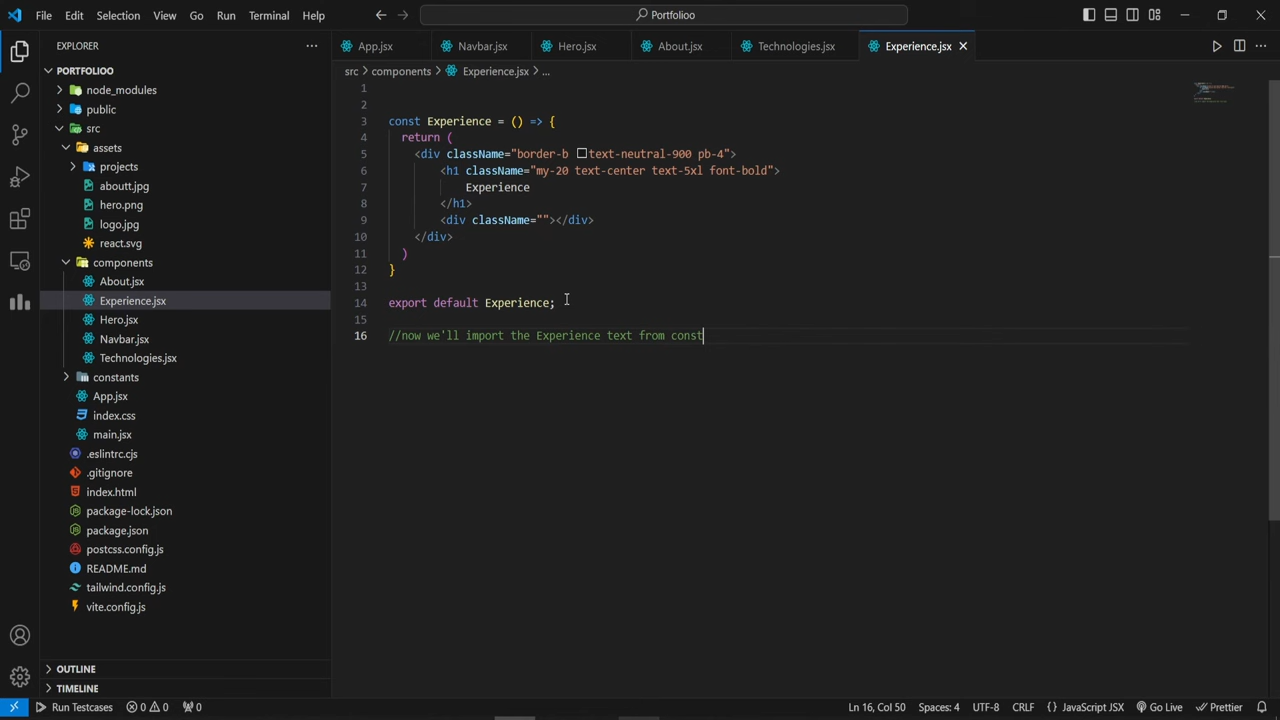 File Edit Selection View Go Run Terminal Help
Portfolioo
EXPLORER
App.jsx Navbar.jsx Hero.jsx About.jsx Technologies.jsx Experience.jsx
PORTFOLIOO
node_modules
public
src
assets
projects
aboutt.jpg
hero.png
logo.jpg
react.svg
components
About.jsx
Experience.jsx
Hero.jsx
Navbar.jsx
Technologies.jsx
constants
App.jsx
index.css
main.jsx
.eslintrc.cjs
.gitignore
index.html
package-lock.json
package.json
postcss.config.js
README.md
tailwind.config.js
vite.config.js
OUTLINE
TIMELINE
src > components > Experience.jsx > ...
1
2
3 const Experience = () => {
4 return (
5 <div className="border-b text-neutral-900 pb-4">
6 <h1 className="my-20 text-center text-5xl font-bold">
7 Experience
8 </h1>
9 <div className=""></div>
10 </div>
11 )
12 }
13
14 export default Experience;
15
16 //now we'll import the Experience text from const
Run Testcases 0 0 0 Ln 16, Col 50 Spaces: 4 UTF-8 CRLF { } JavaScript JSX Go Live Prettier